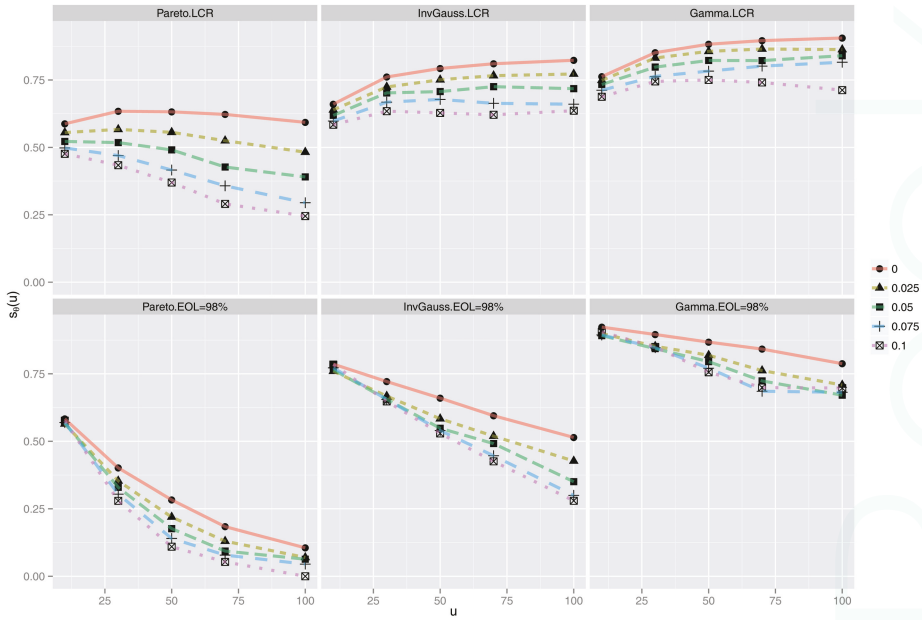 Pareto.LCR
InvGauss.LCR
Gamma.LCR
0.75
0.50
0.25
0.00
sθ(u)
Pareto.EOL=98%
InvGauss.EOL=98%
Gamma.EOL=98%
0.75
0.50
0.25
0.00
0
0.025
0.05
0.075
0.1
25 50 75 100 25 50 75 100 25 50 75 100
u